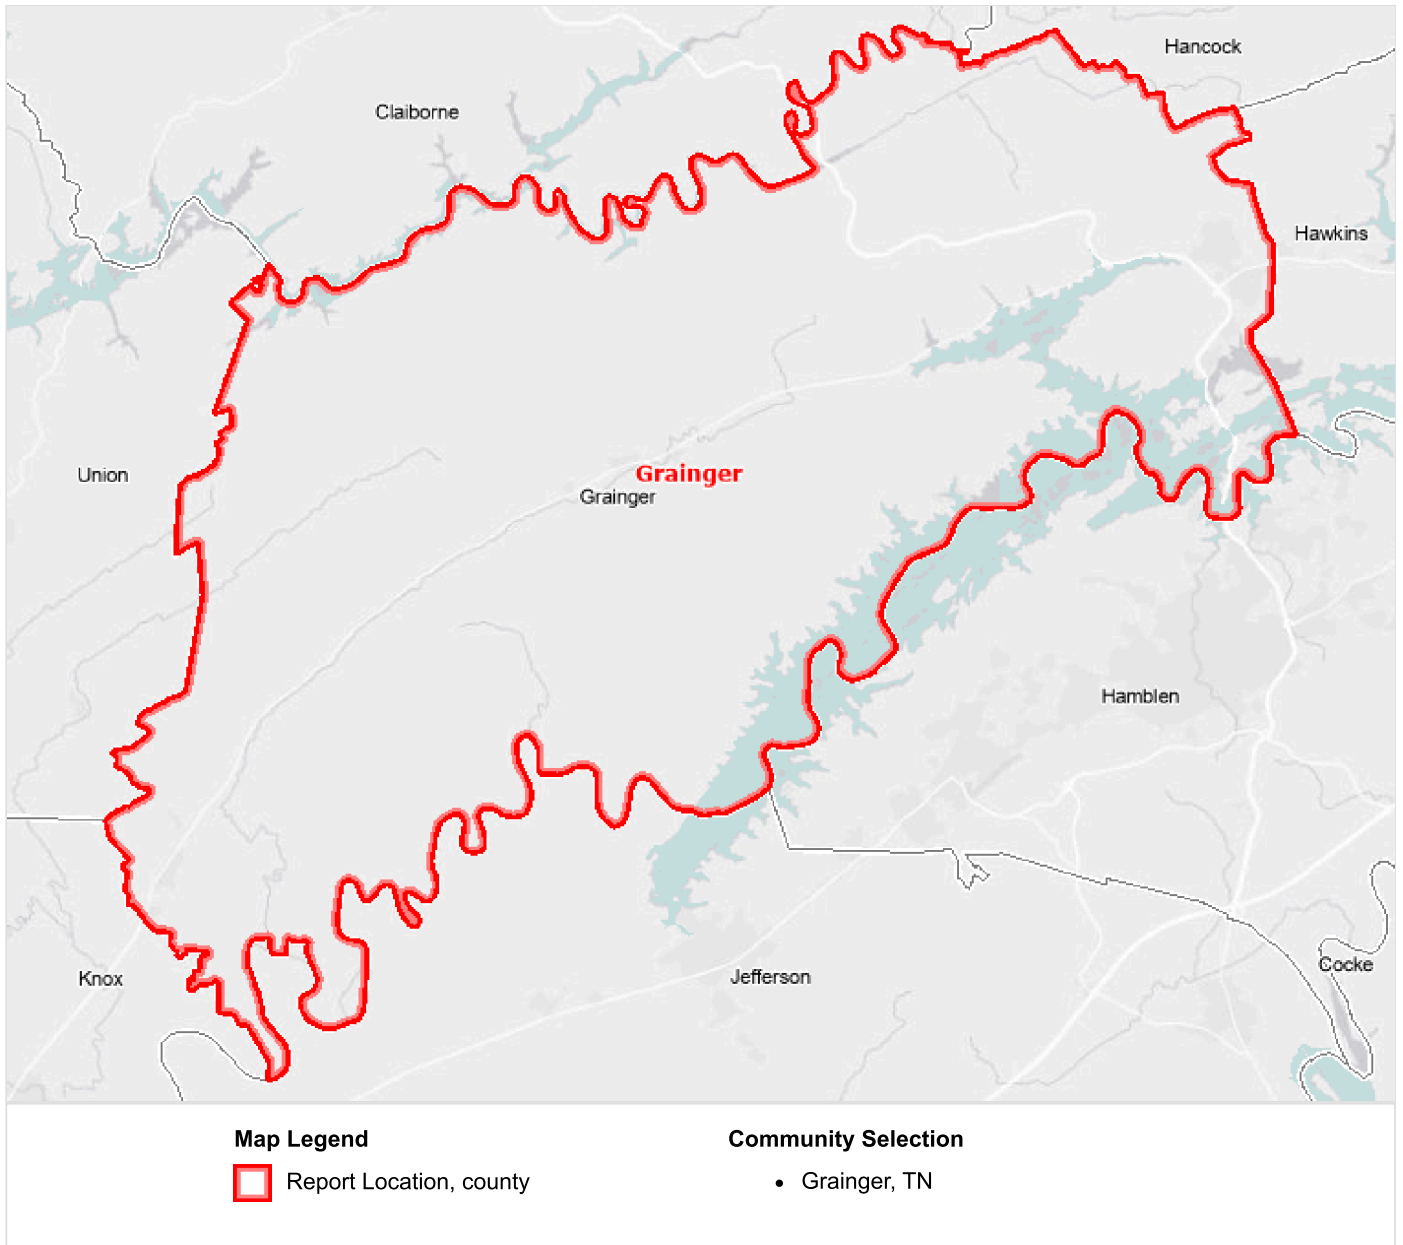 Hancock
Claiborne
Hawkins
Union
Grainger
Grainger
Hamblen
Knox
Jefferson
Cocke
Map Legend
Report Location, county
Community Selection
• Grainger, TN